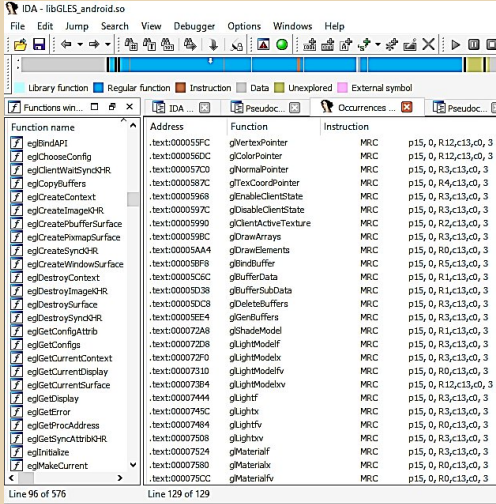 IDA - libGLES_android.so
File Edit Jump Search View Debugger Options Windows Help
Library function Regular function Instruction Data Unexplored External symbol
Functions win... IDA ... Pseudoc... Occurrences ... Pseudoc...
Function name
eglBindAPI
eglChooseConfig
eglClientWaitSyncKHR
eglCopyBuffers
eglCreateContext
eglCreateImageKHR
eglCreatePbufferSurface
eglCreatePixmapSurface
eglCreateSyncKHR
eglCreateWindowSurface
eglDestroyContext
eglDestroyImageKHR
eglDestroySurface
eglDestroySyncKHR
eglGetConfigAttrib
eglGetConfigs
eglGetCurrentContext
eglGetCurrentDisplay
eglGetCurrentSurface
eglGetDisplay
eglGetError
eglGetProcAddress
eglGetSyncAttribKHR
eglInitialize
eglMakeCurrent
Line 96 of 576
Address Function Instruction
.text:000055FC glVertexPointer MRC p15, 0, R12,c13,c0, 3
.text:000056DC glColorPointer MRC p15, 0, R12,c13,c0, 3
.text:000057C0 glNormalPointer MRC p15, 0, R3,c13,c0, 3
.text:0000587C glTexCoordPointer MRC p15, 0, R4,c13,c0, 3
.text:00005968 glEnableClientState MRC p15, 0, R3,c13,c0, 3
.text:0000597C glDisableClientState MRC p15, 0, R3,c13,c0, 3
.text:00005990 glClientActiveTexture MRC p15, 0, R3,c13,c0, 3
.text:000059BC glDrawArrays MRC p15, 0, R3,c13,c0, 3
.text:00005AA4 glDrawElements MRC p15, 0, R0,c13,c0, 3
.text:00005BF8 glBindBuffer MRC p15, 0, R2,c13,c0, 3
.text:00005C6C glBufferData MRC p15, 0, R1,c13,c0, 3
.text:00005D38 glBufferSubData MRC p15, 0, R1,c13,c0, 3
.text:00005DC8 glDeleteBuffers MRC p15, 0, R3,c13,c0, 3
.text:00005EE4 glGenBuffers MRC p15, 0, R3,c13,c0, 3
.text:000072A8 glShadeModel MRC p15, 0, R1,c13,c0, 3
.text:000072D8 glLightModelf MRC p15, 0, R3,c13,c0, 3
.text:000072F0 glLightModelx MRC p15, 0, R3,c13,c0, 3
.text:00007310 glLightModelfv MRC p15, 0, R0,c13,c0, 3
.text:000073B4 glLightModelxv MRC p15, 0, R12,c13,c0, 3
.text:00007444 glLightf MRC p15, 0, R3,c13,c0, 3
.text:0000745C glLightx MRC p15, 0, R3,c13,c0, 3
.text:00007484 glLightfv MRC p15, 0, R3,c13,c0, 3
.text:00007508 glLightxv MRC p15, 0, R3,c13,c0, 3
.text:00007524 glMaterialf MRC p15, 0, R3,c13,c0, 3
.text:00007580 glMaterialx MRC p15, 0, R3,c13,c0, 3
.text:000075CC glMaterialfv MRC p15, 0, R3,c13,c0, 3
Line 129 of 129